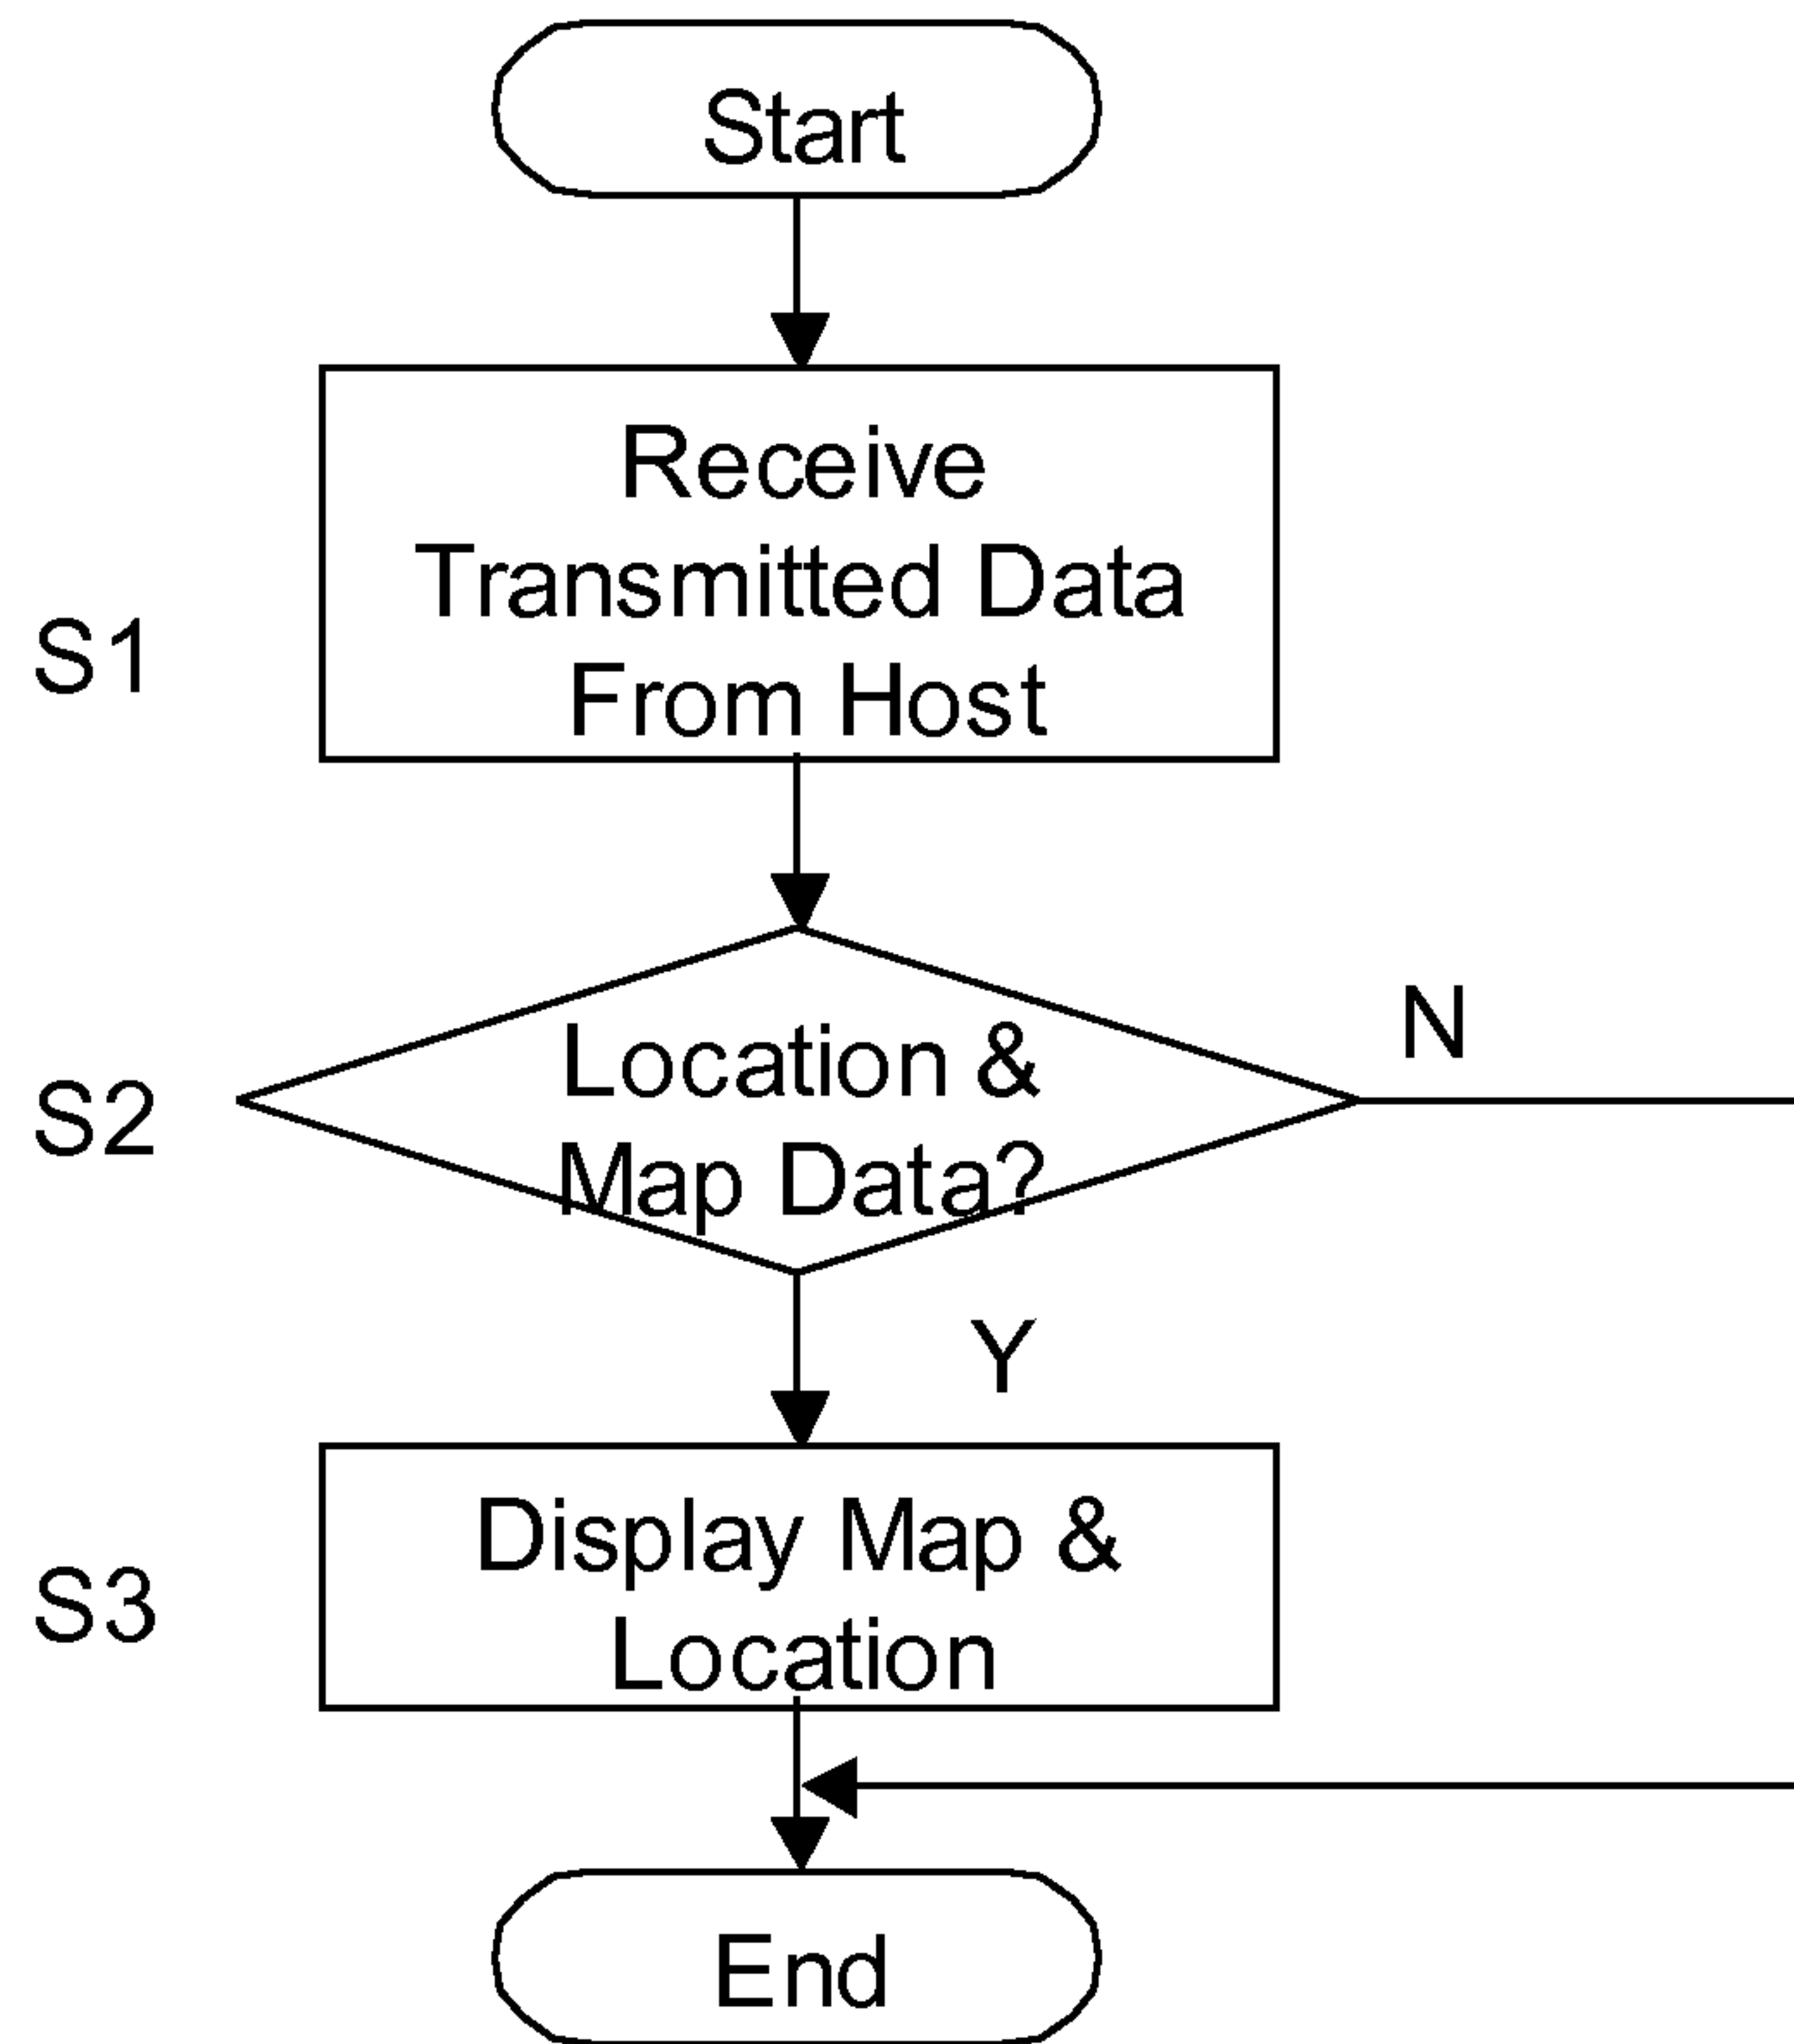 Start
Receive
Transmitted Data
From Host
S1
Location &
Map Data?
N
S2
Y
Display Map &
Location
S3
End